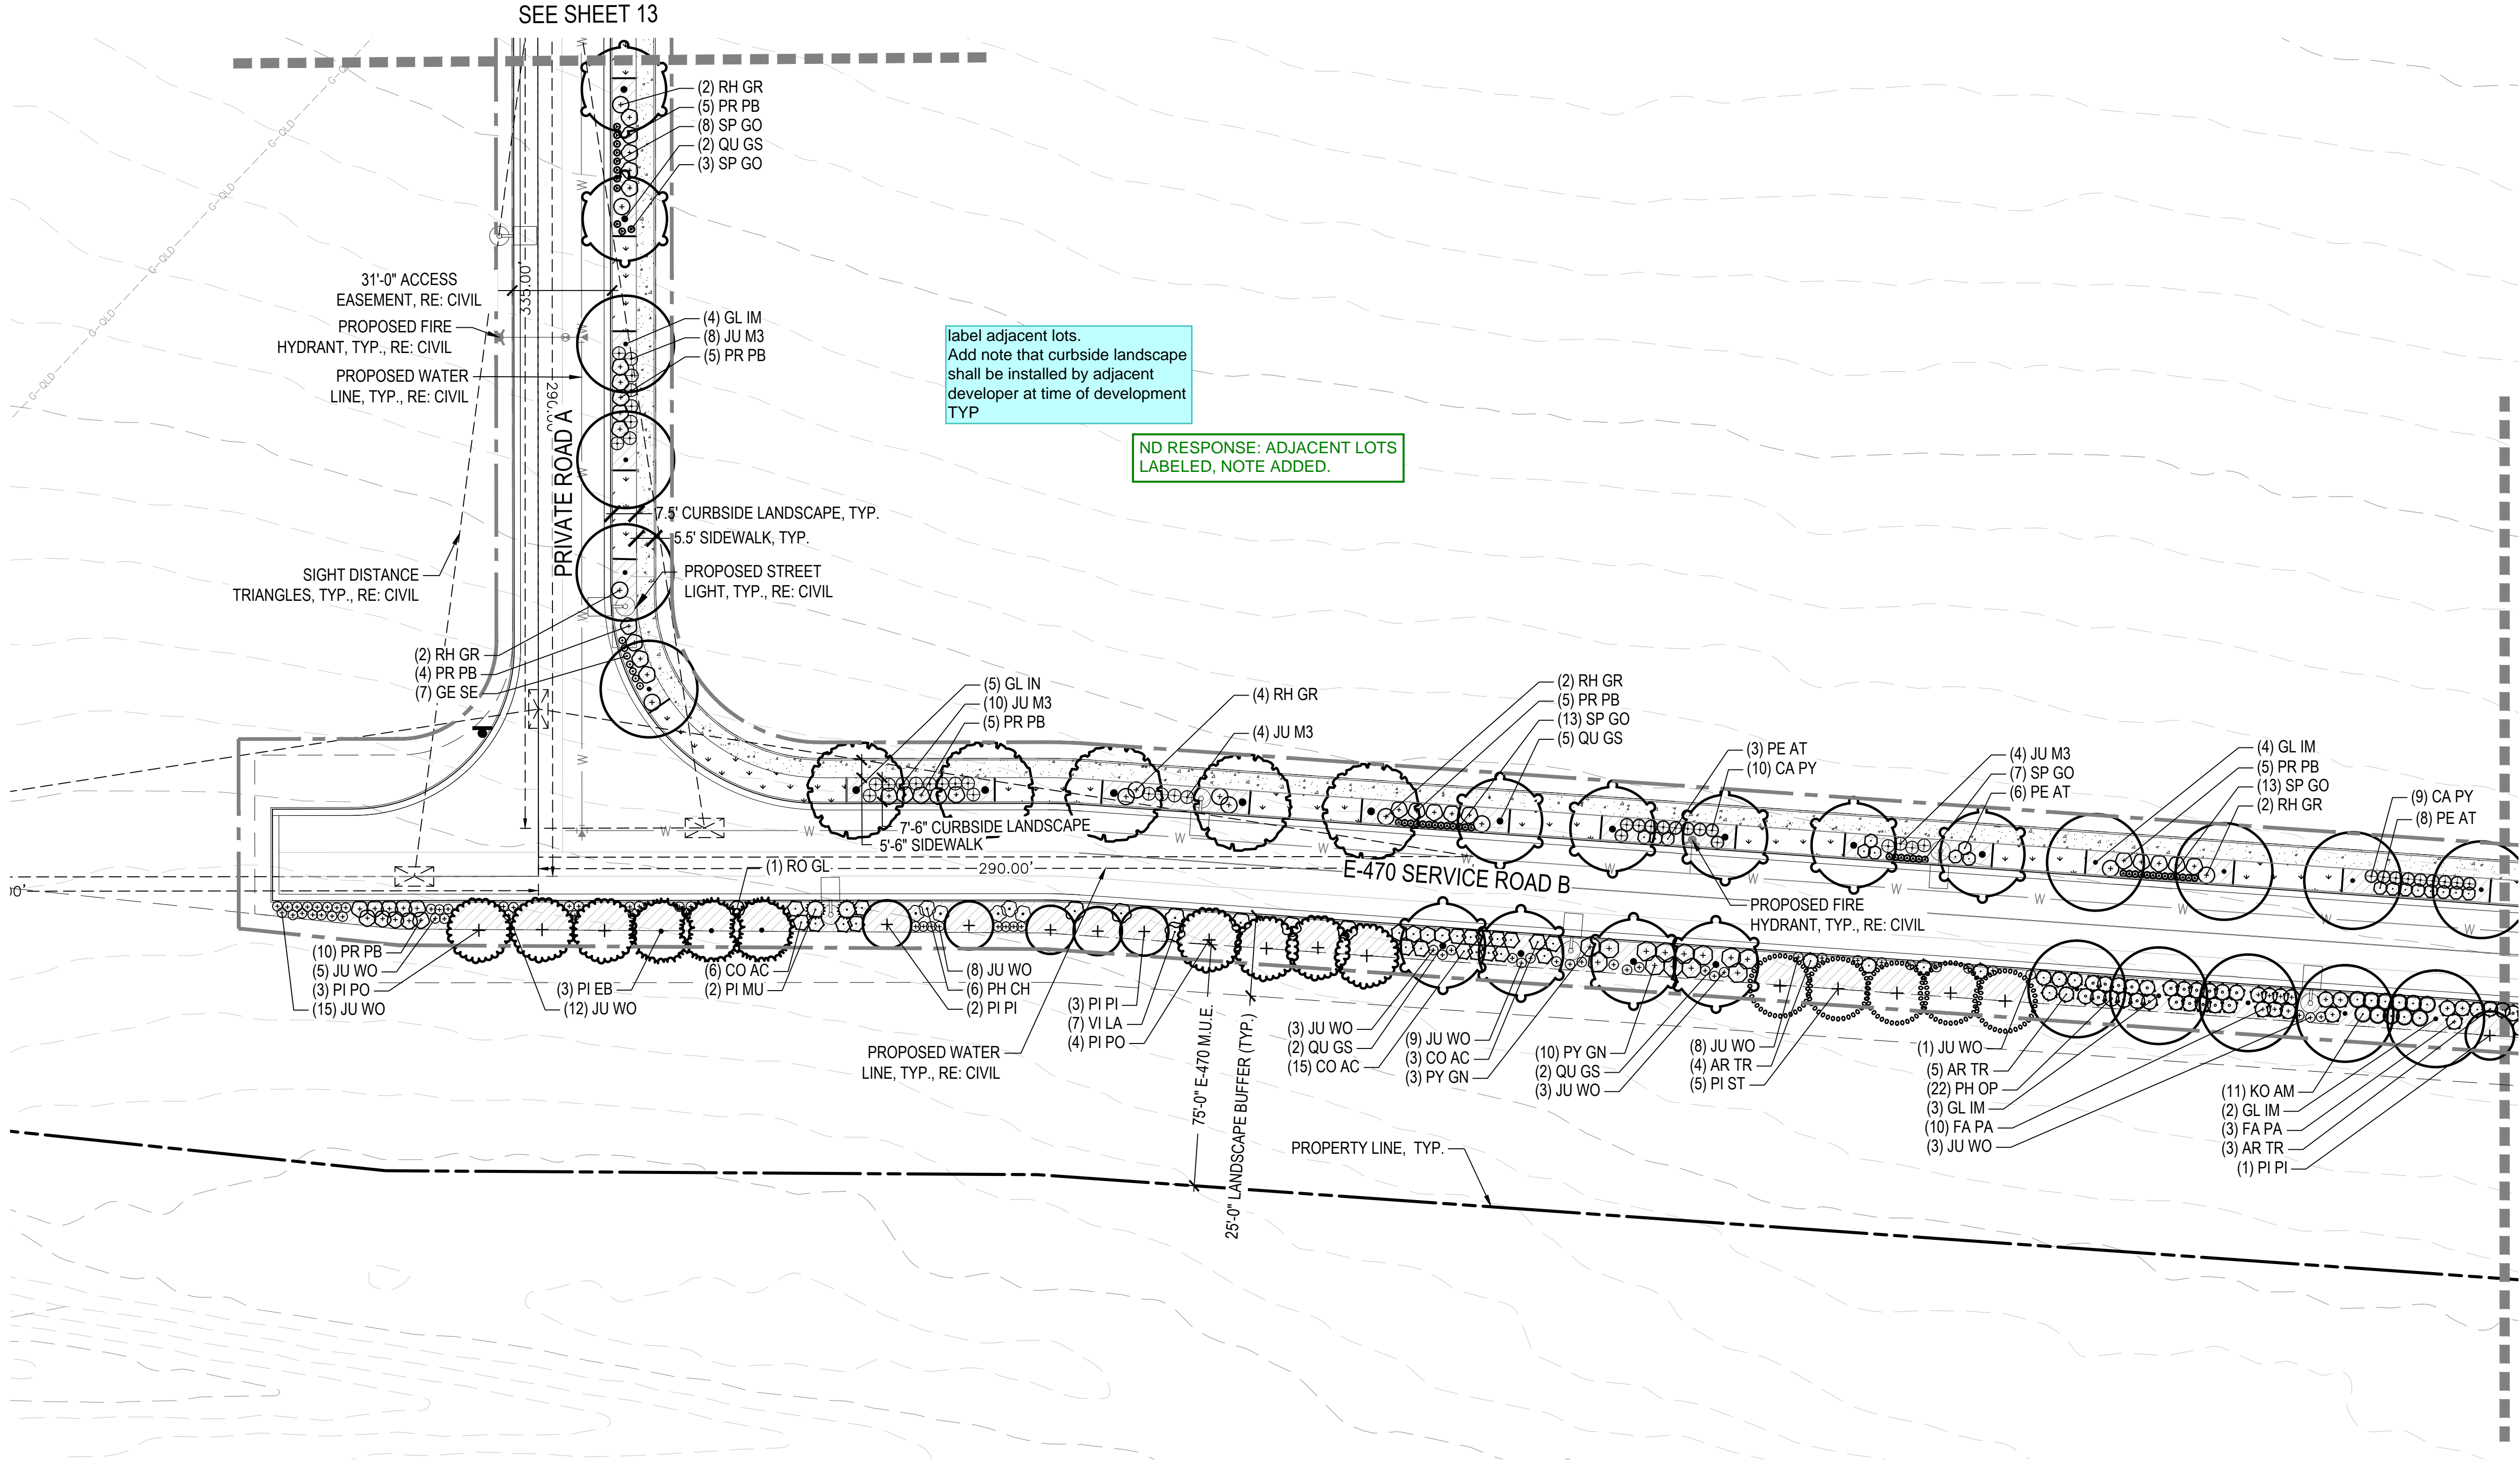 SEE SHEET 13
(2) RH GR
(5) PR PB
(8) SP GO
(2) QU GS
(3) SP GO
G-QLD
G-QLD
G-QLD
G-QLD
G-QLD
31'-0" ACCESS
EASEMENT, RE: CIVIL
335.00'
PROPOSED FIRE
HYDRANT, TYP., RE: CIVIL
PROPOSED WATER
LINE, TYP., RE: CIVIL
(4) GL IM
(8) JU M3
(5) PR PB
label adjacent lots.
Add note that curbside landscape
shall be installed by adjacent
developer at time of development
TYP
ND RESPONSE: ADJACENT LOTS
LABELED, NOTE ADDED.
PRIVATE ROAD A
7.5' CURBSIDE LANDSCAPE, TYP.
5.5' SIDEWALK, TYP.
PROPOSED STREET
LIGHT, TYP., RE: CIVIL
SIGHT DISTANCE
TRIANGLES, TYP., RE: CIVIL
(2) RH GR
(4) PR PB
(7) GE SE
(5) GL IN
(10) JU M3
(5) PR PB
(4) RH GR
(4) JU M3
(2) RH GR
(5) PR PB
(13) SP GO
(5) QU GS
(3) PE AT
(10) CA PY
(4) JU M3
(7) SP GO
(6) PE AT
(4) GL IM
(5) PR PB
(13) SP GO
(2) RH GR
(9) CA PY
(8) PE AT
7'-6" CURBSIDE LANDSCAPE
5'-6" SIDEWALK
(1) RO GL
290.00'
E-470 SERVICE ROAD B
PROPOSED FIRE
HYDRANT, TYP., RE: CIVIL
(10) PR PB
(5) JU WO
(3) PI PO
(15) JU WO
(3) PI EB
(12) JU WO
(6) CO AC
(2) PI MU
(8) JU WO
(6) PH CH
(2) PI PI
(3) PI PI
(7) VI LA
(4) PI PO
PROPOSED WATER
LINE, TYP., RE: CIVIL
75'-0" E-470 M.U.E.
25'-0" LANDSCAPE BUFFER (TYP.)
(3) JU WO
(2) QU GS
(15) CO AC
(9) JU WO
(3) CO AC
(3) PY GN
(10) PY GN
(2) QU GS
(3) JU WO
(8) JU WO
(4) AR TR
(5) PI ST
(1) JU WO
(5) AR TR
(22) PH OP
(3) GL IM
(10) FA PA
(3) JU WO
(11) KO AM
(2) GL IM
(3) FA PA
(3) AR TR
(1) PI PI
PROPERTY LINE, TYP.